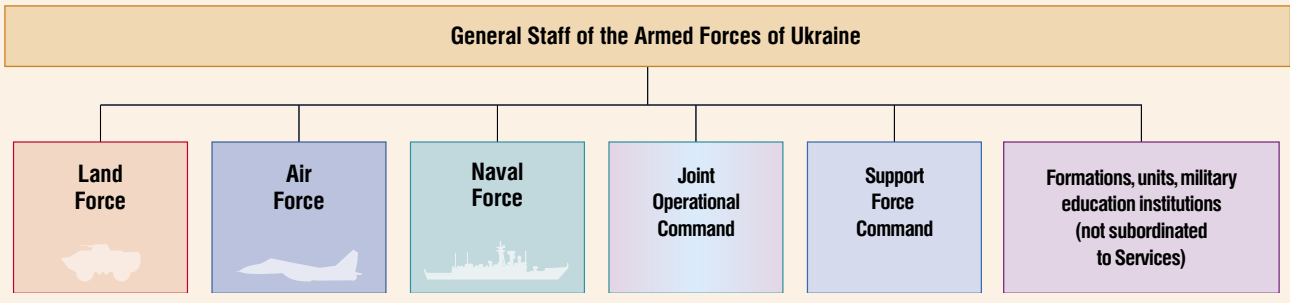 General Staff of the Armed Forces of Ukraine
Land
Force
Air
Force
Naval
Force
Joint
Operational
Command
Support
Force
Command
Formations, units, military
education institutions
(not subordinated
to Services)